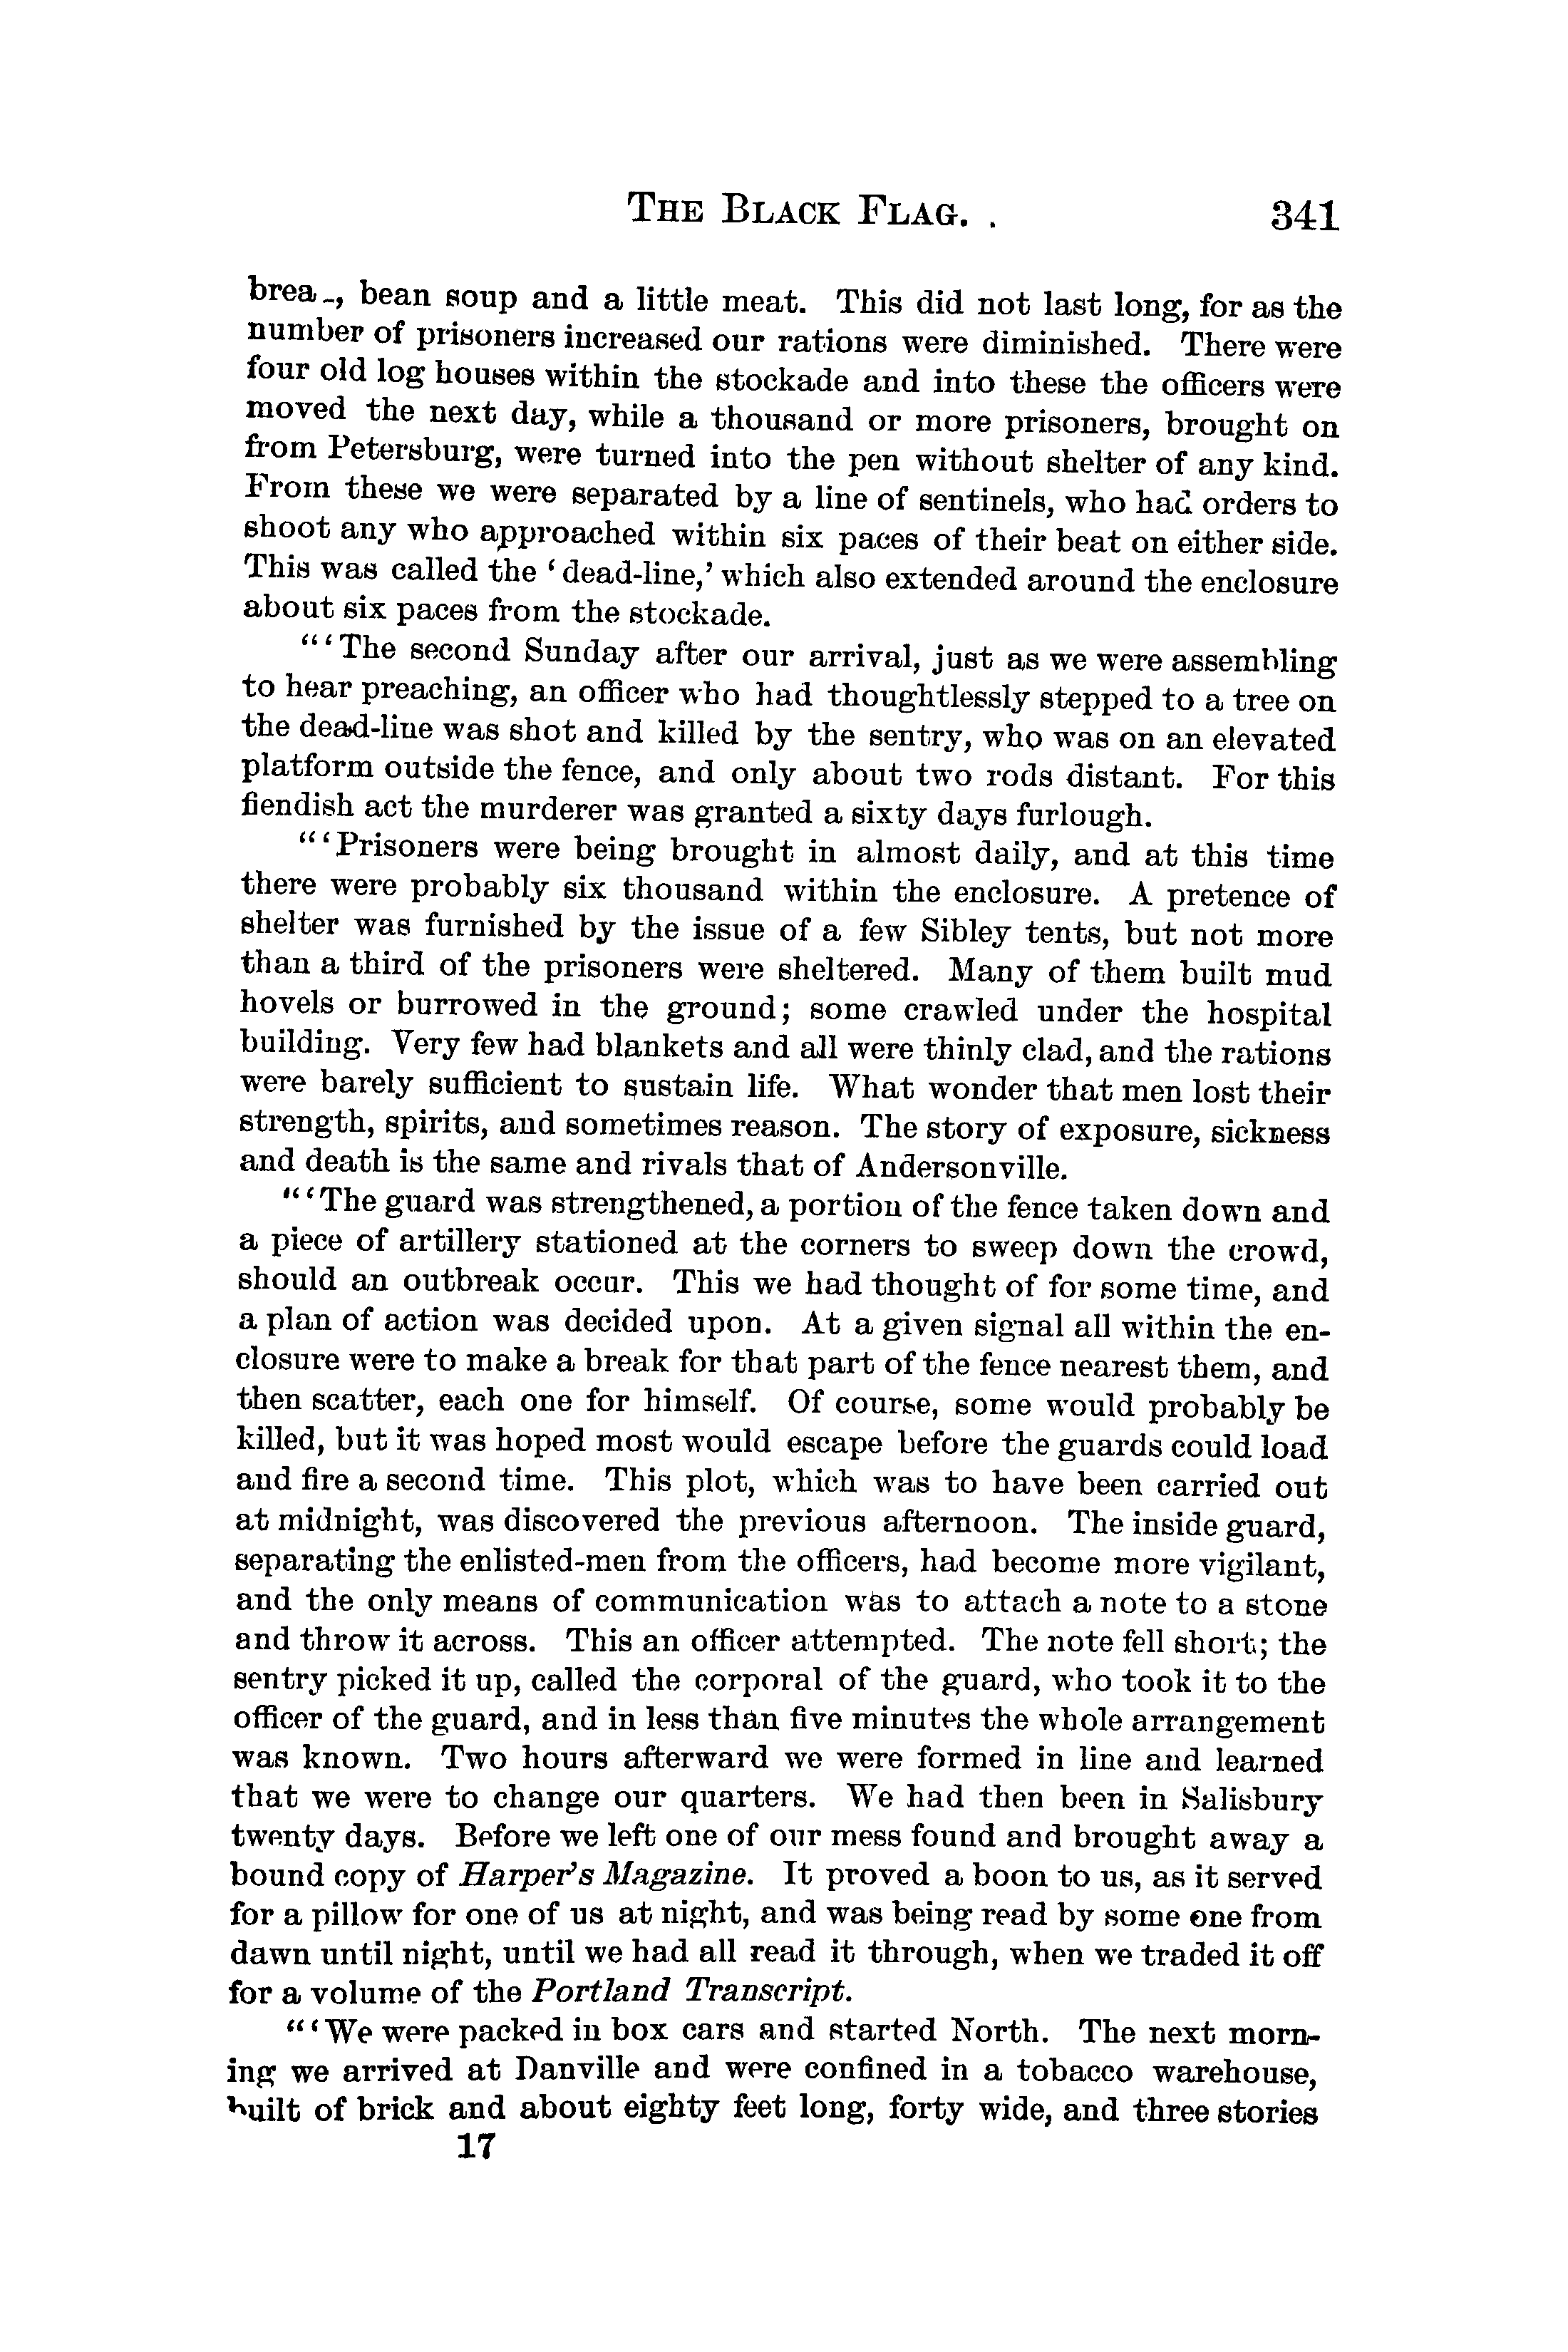 THE BLACK FLAG. . 341
brea-, bean soup and a little meat. This did not last long, for as the
number of prisoners increased our rations were diminished. There were
four old log houses within the stockade and into these the officers were
moved the next day, while a thousand or more prisoners, brought on
from Petersburg, were turned into the pen without shelter of any kind.
From these we were separated by a line of sentinels, who had orders to
shoot any who approached within six paces of their beat on either side.
This was called the ‘dead-line,’ which also extended around the enclosure
about six paces from the stockade.
“‘The second Sunday after our arrival, just as we were assembling
to hear preaching, an officer who had thoughtlessly stepped to a tree on
the dead-line was shot and killed by the sentry, who was on an elevated
platform outside the fence, and only about two rods distant. For this
fiendish act the murderer was granted a sixty days furlough.
“‘Prisoners were being brought in almost daily, and at this time
there were probably six thousand within the enclosure. A pretence of
shelter was furnished by the issue of a few Sibley tents, but not more
than a third of the prisoners were sheltered. Many of them built mud
hovels or burrowed in the ground; some crawled under the hospital
building. Very few had blankets and all were thinly clad, and the rations
were barely sufficient to sustain life. What wonder that men lost their
strength, spirits, and sometimes reason. The story of exposure, sickness
and death is the same and rivals that of Andersonville.
“‘The guard was strengthened, a portion of the fence taken down and
a piece of artillery stationed at the corners to sweep down the crowd,
should an outbreak occur. This we had thought of for some time, and
a plan of action was decided upon. At a given signal all within the en-
closure were to make a break for that part of the fence nearest them, and
then scatter, each one for himself. Of course, some would probably be
killed, but it was hoped most would escape before the guards could load
and fire a second time. This plot, which was to have been carried out
at midnight, was discovered the previous afternoon. The inside guard,
separating the enlisted-men from the officers, had become more vigilant,
and the only means of communication was to attach a note to a stone
and throw it across. This an officer attempted. The note fell short; the
sentry picked it up, called the corporal of the guard, who took it to the
officer of the guard, and in less than five minutes the whole arrangement
was known. Two hours afterward we were formed in line and learned
that we were to change our quarters. We had then been in Salisbury
twenty days. Before we left one of our mess found and brought away a
bound copy of Harper’s Magazine. It proved a boon to us, as it served
for a pillow for one of us at night, and was being read by some one from
dawn until night, until we had all read it through, when we traded it off
for a volume of the Portland Transcript.
“‘We were packed in box cars and started North. The next morn-
ing we arrived at Danville and were confined in a tobacco warehouse,
built of brick and about eighty feet long, forty wide, and three stories
17